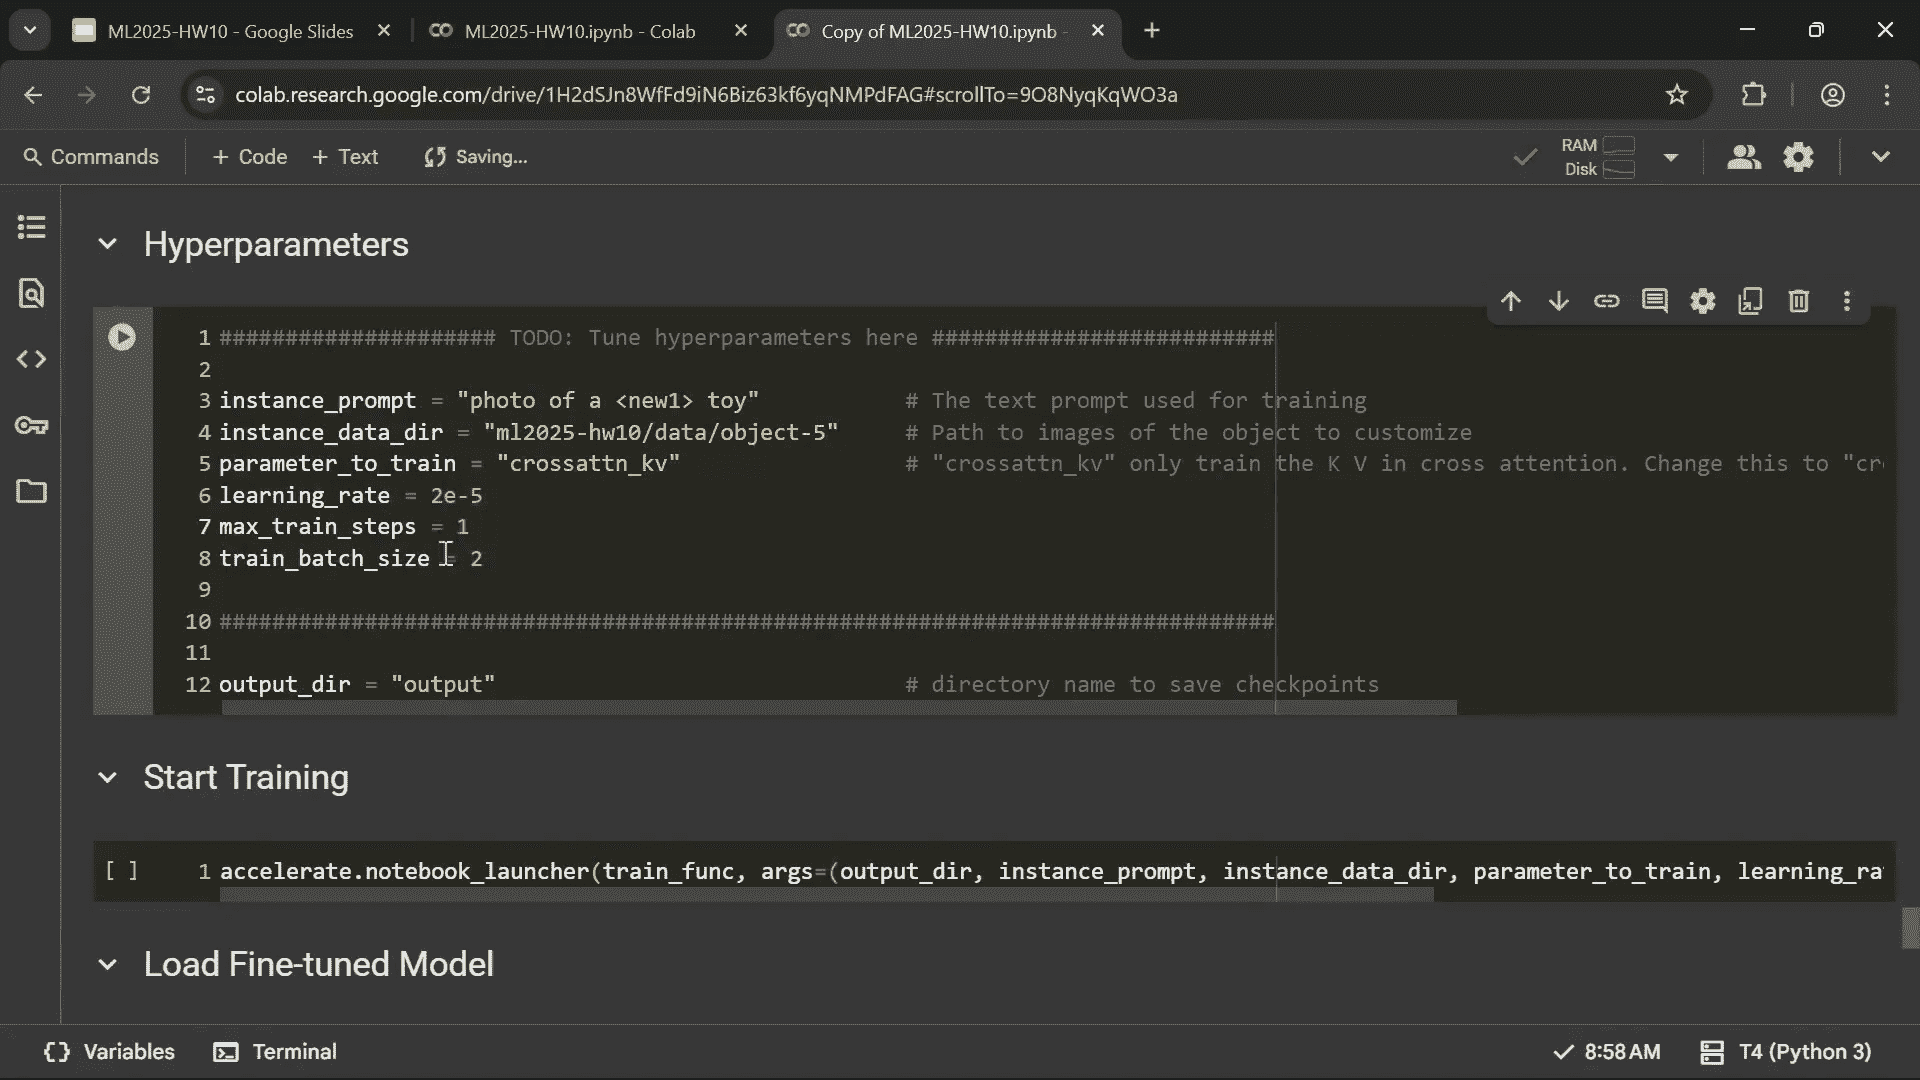 ML2025-HW10 - Google Slides
ML2025-HW10.ipynb - Colab
Copy of ML2025-HW10.ipynb -
colab.research.google.com/drive/1H2dSJn8WfFd9iN6Biz63kf6yqNMPdFAG#scrollTo=9O8NyqKqWO3a
Commands + Code + Text Saving...
RAM
Disk
Hyperparameters
1 ##################### TODO: Tune hyperparameters here ##########################
2
3 instance_prompt = "photo of a <new1> toy" # The text prompt used for training
4 instance_data_dir = "ml2025-hw10/data/object-5" # Path to images of the object to customize
5 parameter_to_train = "crossattn_kv" # "crossattn_kv" only train the K V in cross attention. Change this to "cr
6 learning_rate = 2e-5
7 max_train_steps = 1
8 train_batch_size = 2
9
10 ################################################################################
11
12 output_dir = "output" # directory name to save checkpoints
Start Training
[ ] 1 accelerate.notebook_launcher(train_func, args=(output_dir, instance_prompt, instance_data_dir, parameter_to_train, learning_ra
Load Fine-tuned Model
{} Variables Terminal 8:58 AM T4 (Python 3)